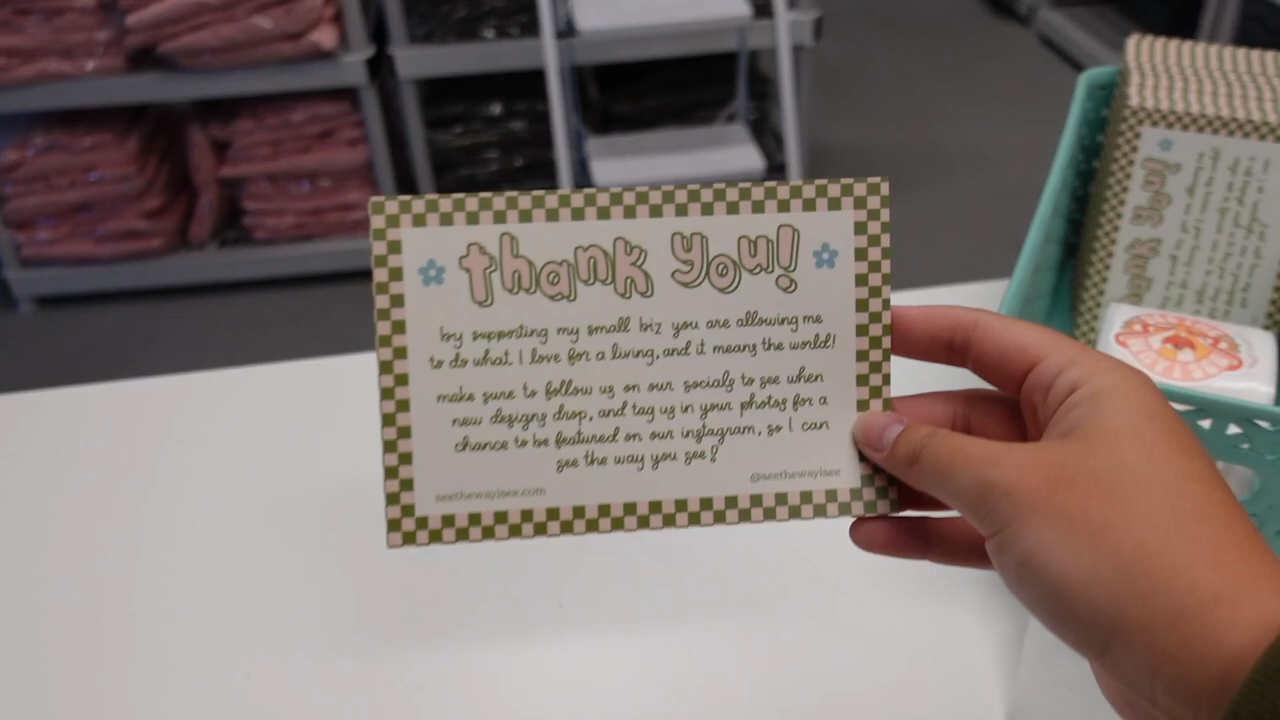 thank you!
by supporting my small biz you are allowing me
to do what I love for a living, and it means the world!
make sure to follow us on our socials to see when
new designs drop, and tag us in your photos for a
chance to be featured on our instagram, so I can
see the way you see!
seethewayisee.com
@seethewayisee
thank you!